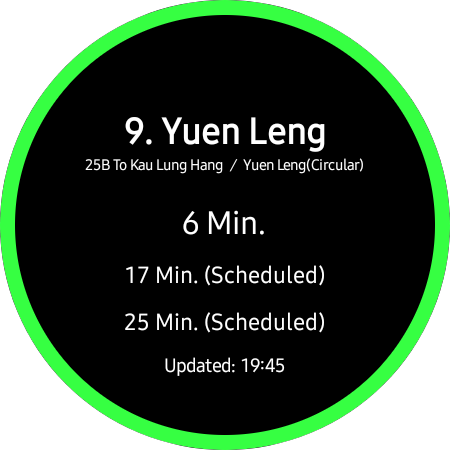 9. Yuen Leng
25B To Kau Lung Hang / Yuen Leng(Circular)
6 Min.
17 Min. (Scheduled)
25 Min. (Scheduled)
Updated: 19:45